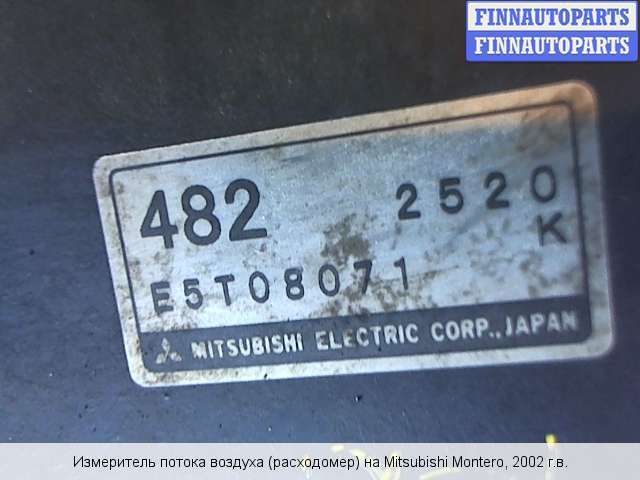 FINNAUTOPARTS
FINNAUTOPARTS
482 2520
K
E5T08071
MITSUBISHI ELECTRIC CORP., JAPAN
Измеритель потока воздуха (расходомер) на Mitsubishi Montero, 2002 г.в.